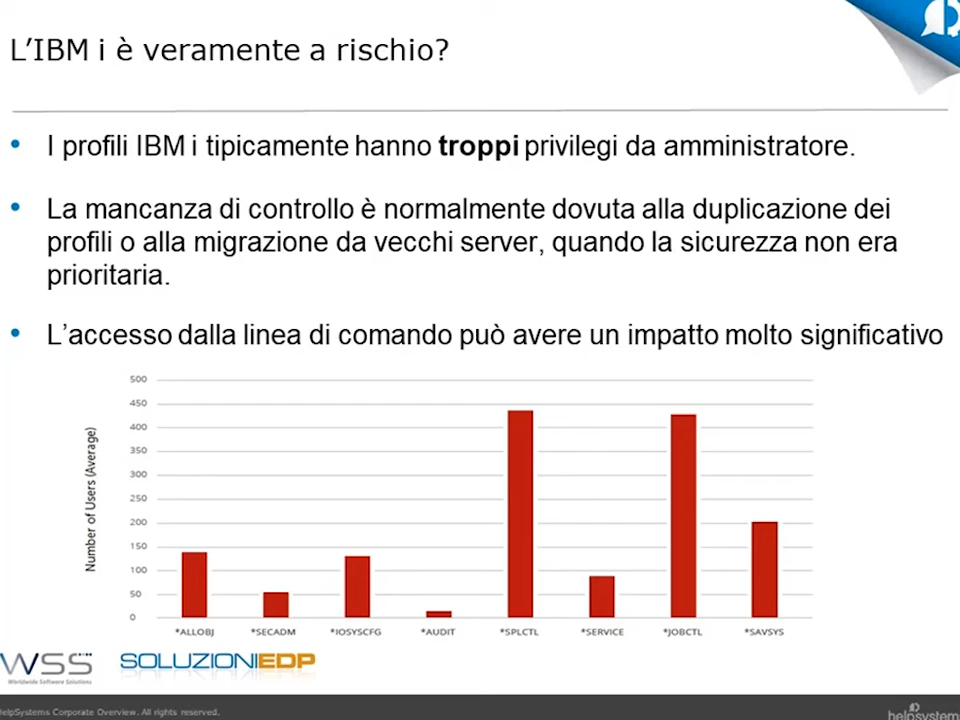 L'IBM i è veramente a rischio?
• I profili IBM i tipicamente hanno troppi privilegi da amministratore.
• La mancanza di controllo è normalmente dovuta alla duplicazione dei
profili o alla migrazione da vecchi server, quando la sicurezza non era
prioritaria.
• L'accesso dalla linea di comando può avere un impatto molto significativo
Number of Users (Average)
500
450
400
350
300
250
200
150
100
50
0
*ALLOBJ *SECADM *IOSYSCFG *AUDIT *SPLCTL *SERVICE *JOBCTL *SAVSYS
WSS
Worldwide Software Solutions
SOLUZIONIEDP
HelpSystems Corporate Overview. All rights reserved.
helpsystems